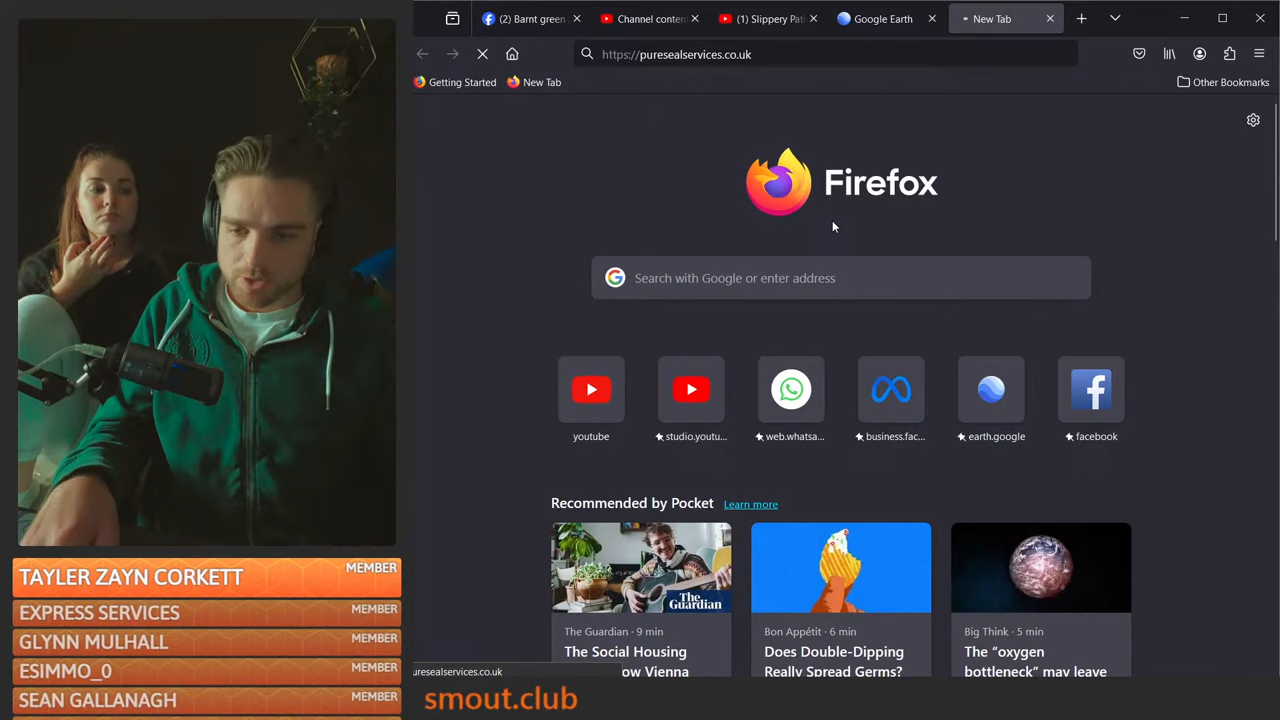 (2) Barnt green
Channel conten
(1) Slippery Pati
Google Earth
New Tab
https://puresealservices.co.uk
Getting Started
New Tab
Other Bookmarks
Firefox
Search with Google or enter address
youtube
studio.youtu...
web.whatsa...
business.fac...
earth.google
facebook
Recommended by Pocket
Learn more
The Guardian
The Guardian · 9 min
The Social Housing
ow Vienna
Bon Appétit · 6 min
Does Double-Dipping
Really Spread Germs?
Big Think · 5 min
The “oxygen
bottleneck” may leave
uresealservices.co.uk
TAYLER ZAYN CORKETT MEMBER
EXPRESS SERVICES MEMBER
GLYNN MULHALL MEMBER
ESIMMO_0 MEMBER
SEAN GALLANAGH MEMBER
smout.club